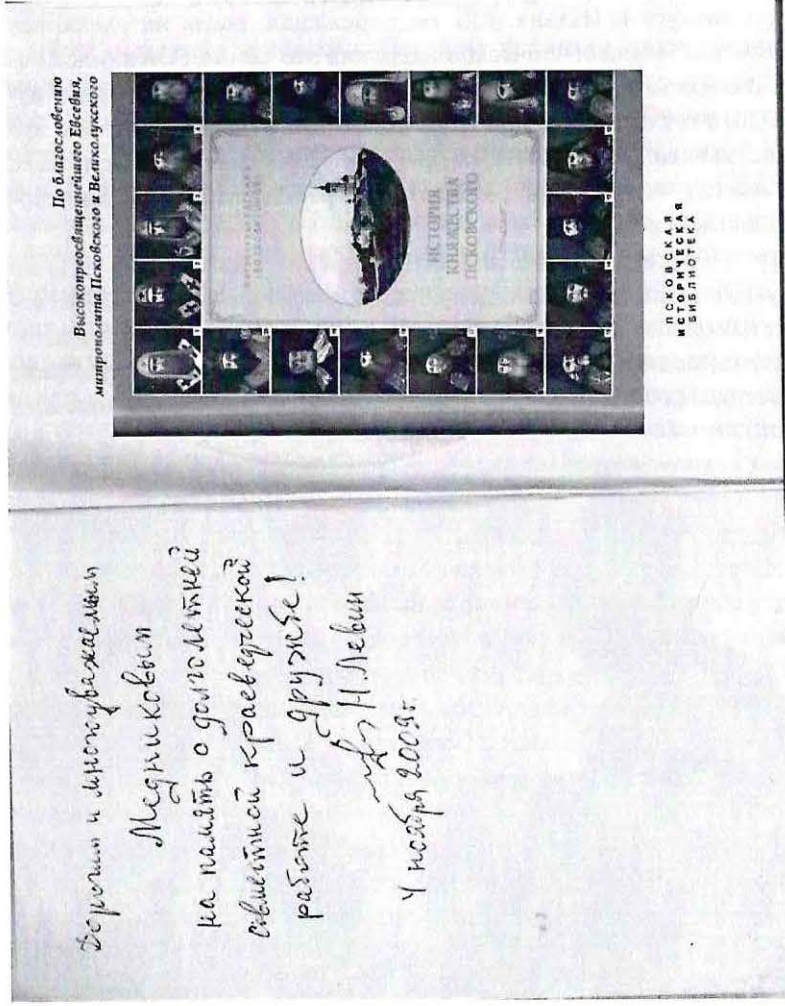 По благословению
Высокопреосвященнейшего Евсевия,
митрополита Псковского и Великолукского
ИСТОРИЯ
КНЯЖЕСТВА
ПСКОВСКОГО
ПСКОВСКАЯ
ИСТОРИЧЕСКАЯ
БИБЛИОТЕКА
Дорогим и многоуважаемым
Медниковым
на память о долголетней
совместной краеведческой
работе и дружбе!
НЛевин
4 ноября 2009г.